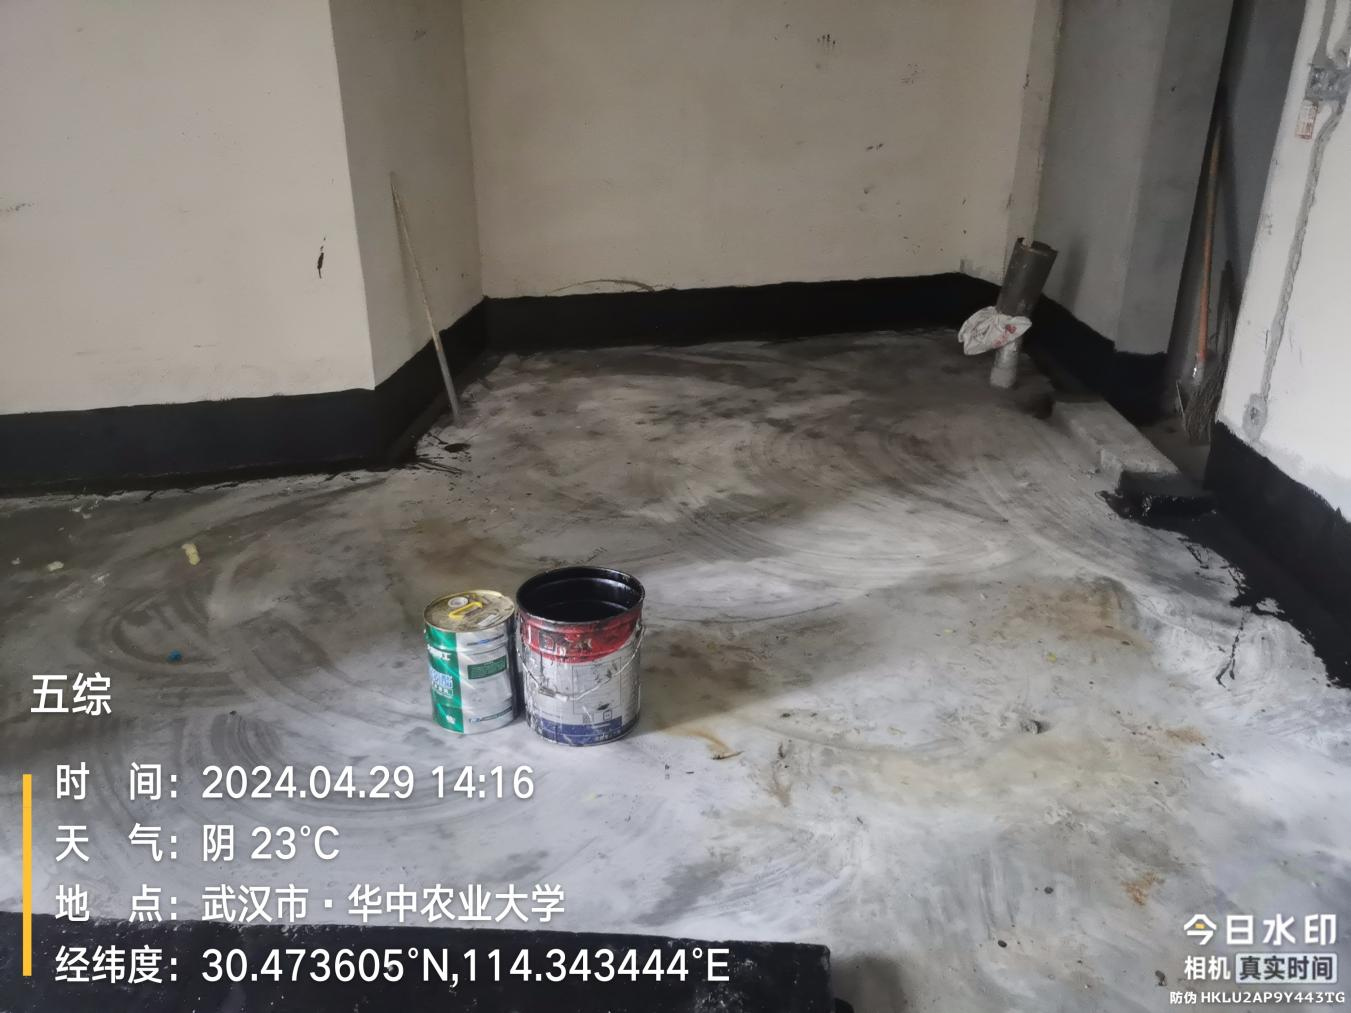 五综
时 间：2024.04.29 14:16
天 气：阴 23°C
地 点：武汉市·华中农业大学
经纬度：30.473605°N,114.343444°E
今日水印
相机 真实时间
防伪 HKLU2AP9Y443TG